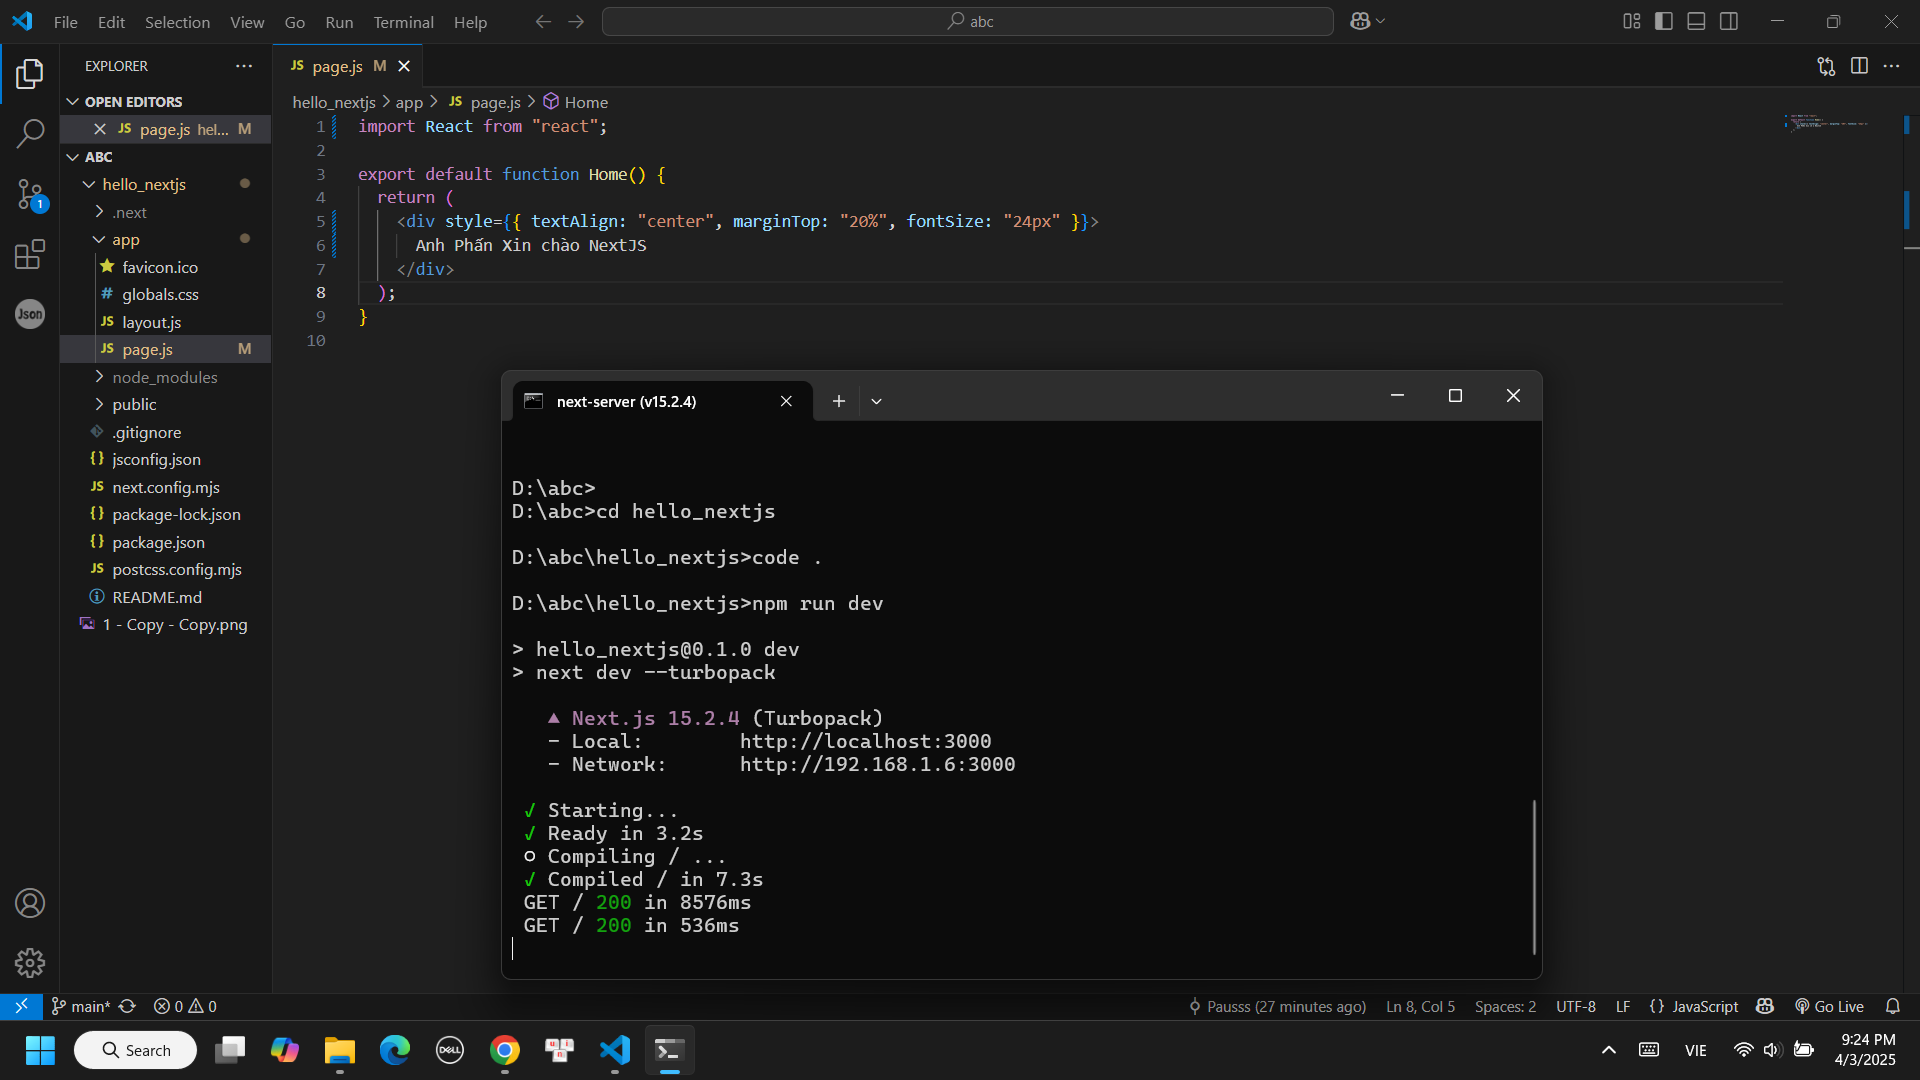 File Edit Selection View Go Run Terminal Help abc
EXPLORER
OPEN EDITORS
JS page.js hel... M
ABC
hello_nextjs
.next
app
favicon.ico
# globals.css
JS layout.js
JS page.js M
node_modules
public
.gitignore
{} jsconfig.json
JS next.config.mjs
{} package-lock.json
{} package.json
JS postcss.config.mjs
README.md
1 - Copy - Copy.png
1
Json
JS page.js M
hello_nextjs > app > JS page.js > Home
1 import React from "react";
2
3 export default function Home() {
4 return (
5 <div style={{ textAlign: "center", marginTop: "20%", fontSize: "24px" }}>
6 Anh Phấn Xin chào NextJS
7 </div>
8 );
9 }
10
next-server (v15.2.4)
D:\abc>
D:\abc>cd hello_nextjs
D:\abc\hello_nextjs>code .
D:\abc\hello_nextjs>npm run dev
> hello_nextjs@0.1.0 dev
> next dev --turbopack
▲ Next.js 15.2.4 (Turbopack)
- Local: http://localhost:3000
- Network: http://192.168.1.6:3000
√ Starting...
√ Ready in 3.2s
○ Compiling / ...
√ Compiled / in 7.3s
GET / 200 in 8576ms
GET / 200 in 536ms
main* 0 0 Pausss (27 minutes ago) Ln 8, Col 5 Spaces: 2 UTF-8 LF {} JavaScript Go Live
Search DELL VIE 9:24 PM
4/3/2025